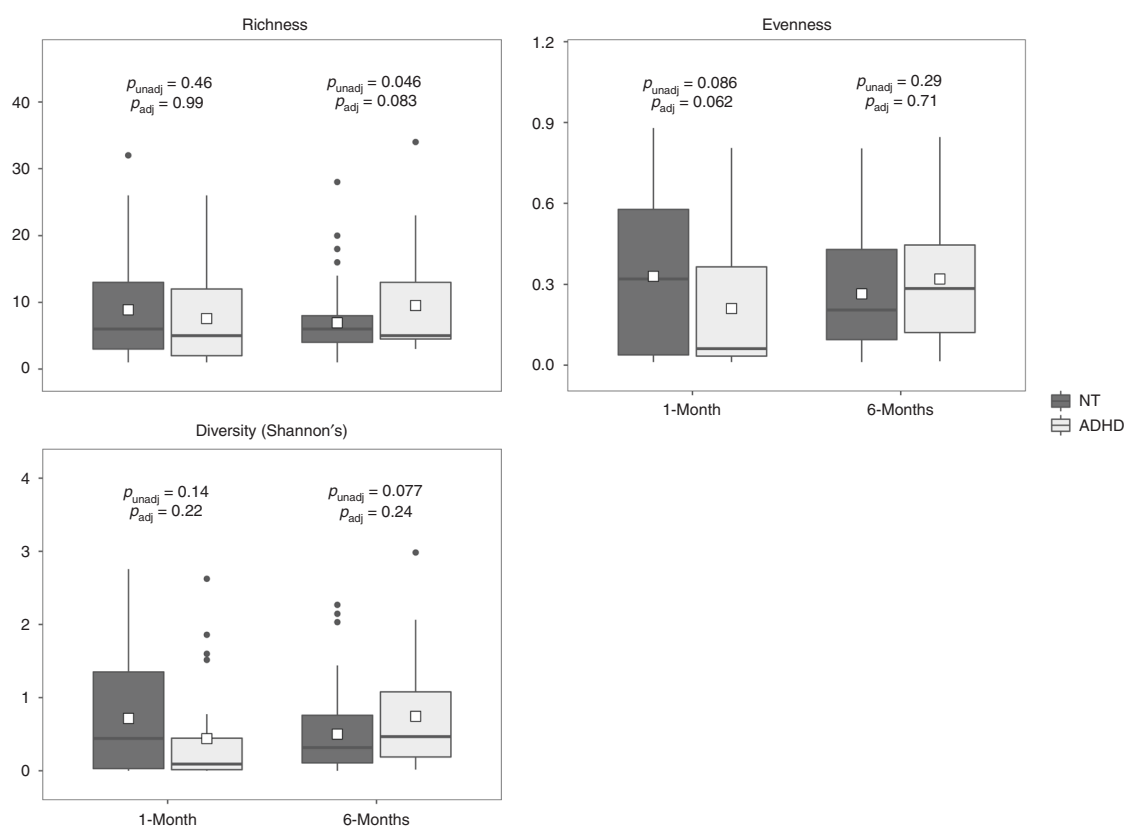 Richness
40
30
20
10
0
p_unadj = 0.46
p_adj = 0.99
p_unadj = 0.046
p_adj = 0.083
Evenness
1.2
0.9
0.6
0.3
0.0
p_unadj = 0.086
p_adj = 0.062
p_unadj = 0.29
p_adj = 0.71
1-Month
6-Months
NT
ADHD
Diversity (Shannon′s)
4
3
2
1
0
p_unadj = 0.14
p_adj = 0.22
p_unadj = 0.077
p_adj = 0.24
1-Month
6-Months